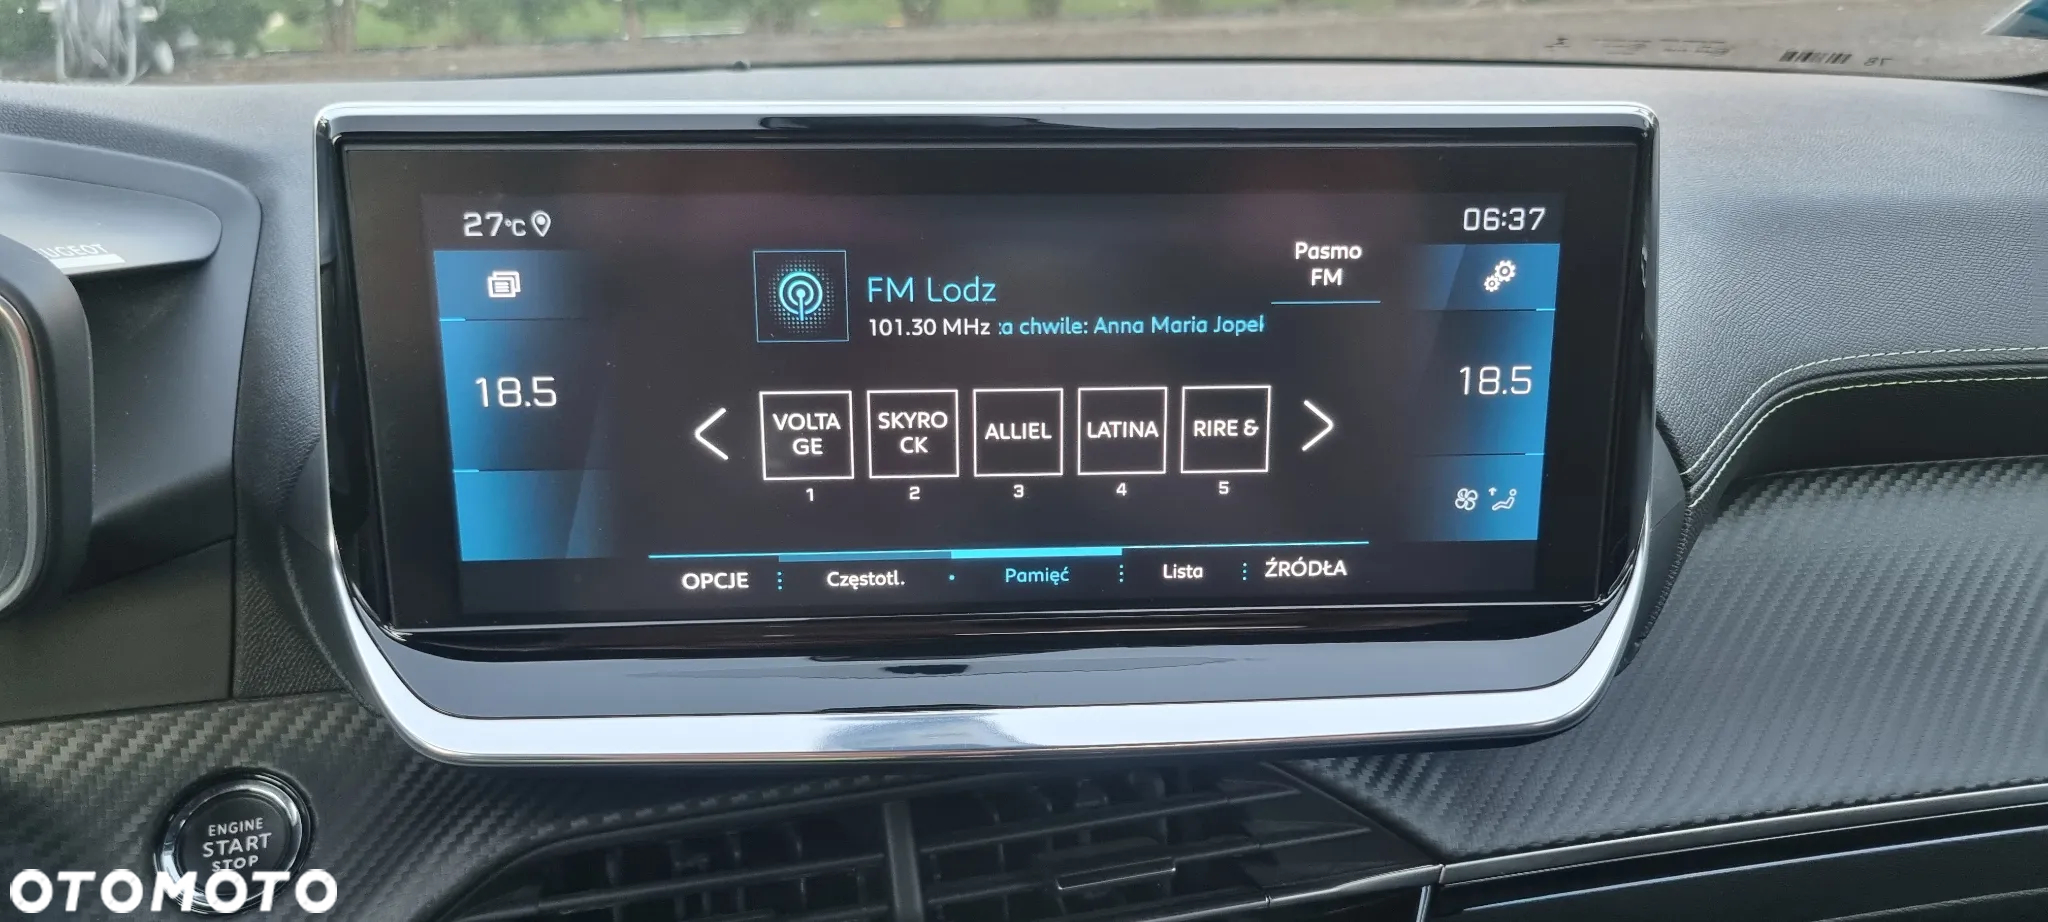 27°C
06:37
Pasmo
FM
FM Lodz
101.30 MHz :a chwile: Anna Maria Jopek
18.5
18.5
VOLTA
GE
SKYRO
CK
ALLIEL
LATINA
RIRE &
1
2
3
4
5
OPCJE
Częstotl.
Pamięć
Lista
ŹRÓDŁA
ENGINE
START
STOP
OTOMOTO